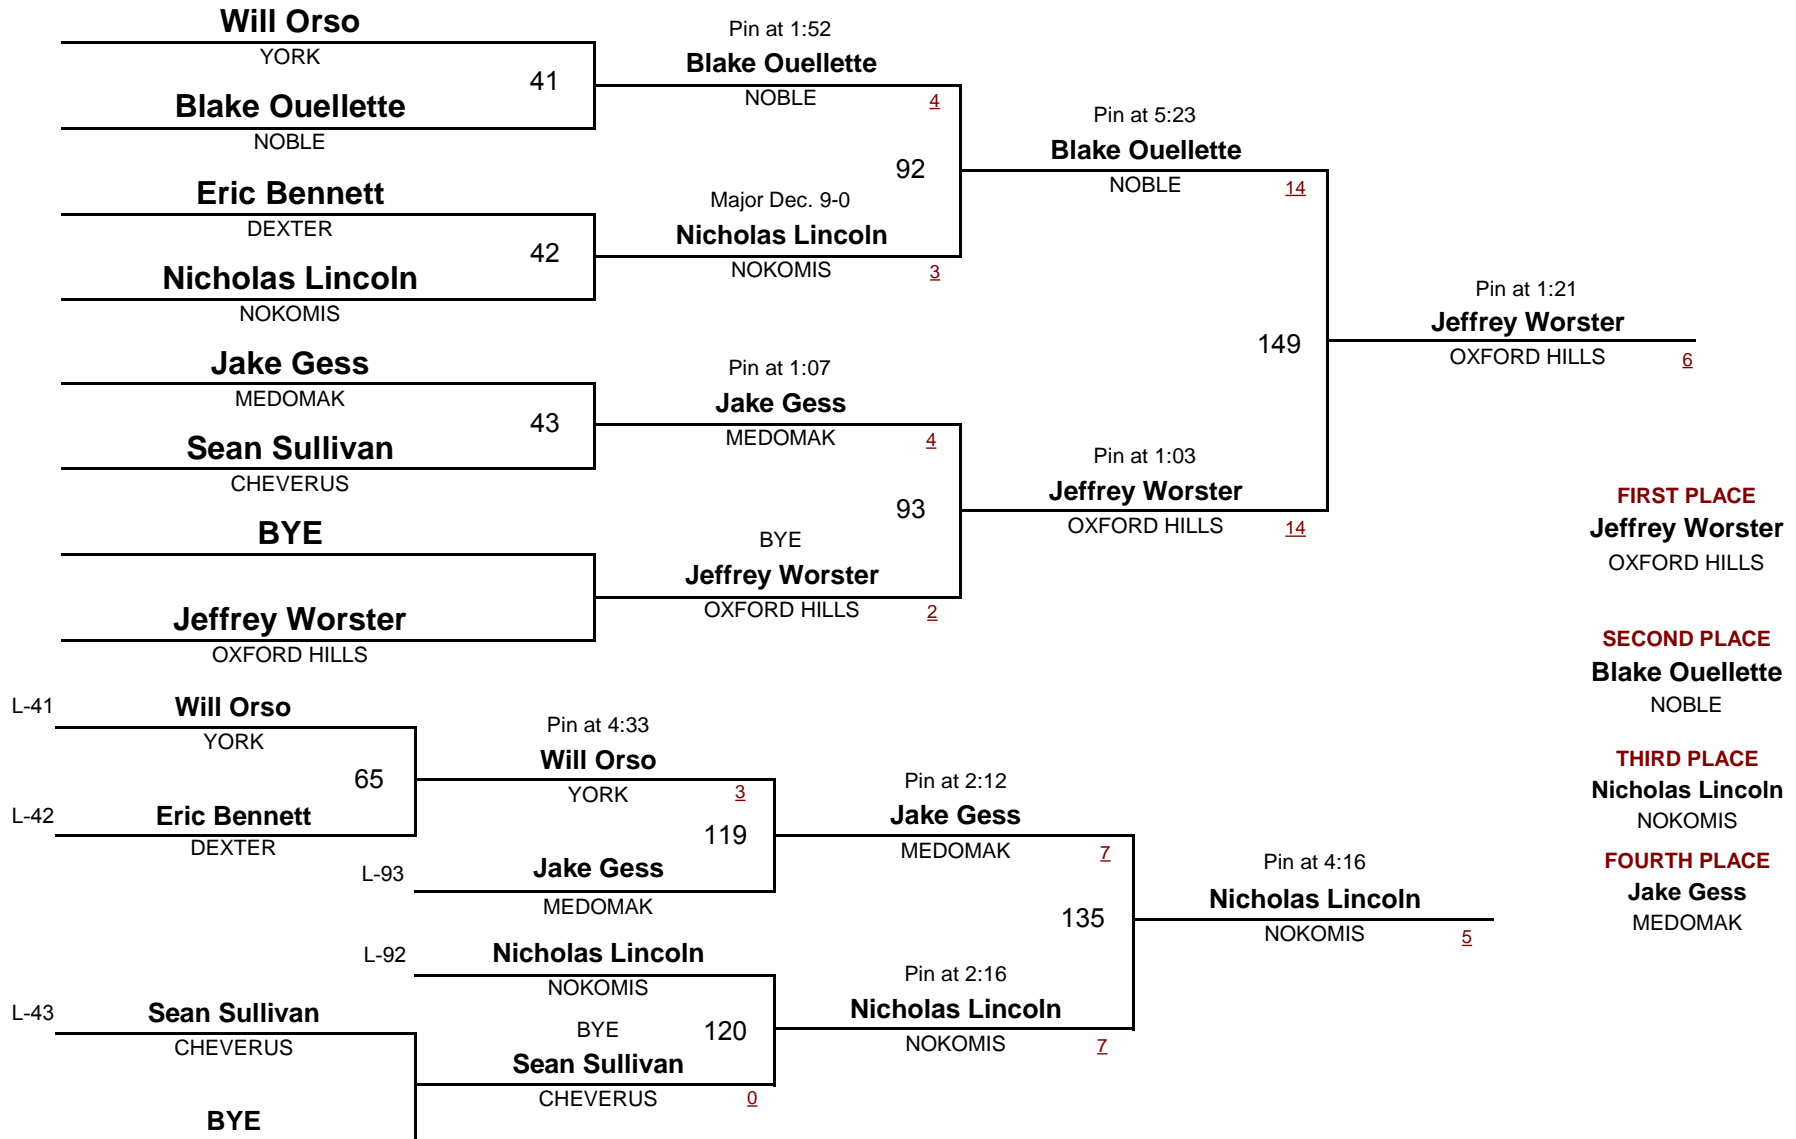 Will Orso
YORK
41
Blake Ouellette
NOBLE
Eric Bennett
DEXTER
42
Nicholas Lincoln
NOKOMIS
Jake Gess
MEDOMAK
43
Sean Sullivan
CHEVERUS
BYE
Jeffrey Worster
OXFORD HILLS
Pin at 1:52
Blake Ouellette
NOBLE 4
92
Major Dec. 9-0
Nicholas Lincoln
NOKOMIS 3
Pin at 1:07
Jake Gess
MEDOMAK 4
93
BYE
Jeffrey Worster
OXFORD HILLS 2
Pin at 5:23
Blake Ouellette
NOBLE 14
149
Pin at 1:03
Jeffrey Worster
OXFORD HILLS 14
Pin at 1:21
Jeffrey Worster
OXFORD HILLS 6
FIRST PLACE
Jeffrey Worster
OXFORD HILLS
SECOND PLACE
Blake Ouellette
NOBLE
THIRD PLACE
Nicholas Lincoln
NOKOMIS
FOURTH PLACE
Jake Gess
MEDOMAK
L-41 Will Orso
YORK
65
L-42 Eric Bennett
DEXTER
Pin at 4:33
Will Orso
YORK 3
119
L-93 Jake Gess
MEDOMAK
L-92 Nicholas Lincoln
NOKOMIS
L-43 Sean Sullivan
CHEVERUS
BYE
BYE 120
Sean Sullivan
CHEVERUS 0
Pin at 2:12
Jake Gess
MEDOMAK 7
135
Pin at 2:16
Nicholas Lincoln
NOKOMIS 7
Pin at 4:16
Nicholas Lincoln
NOKOMIS 5